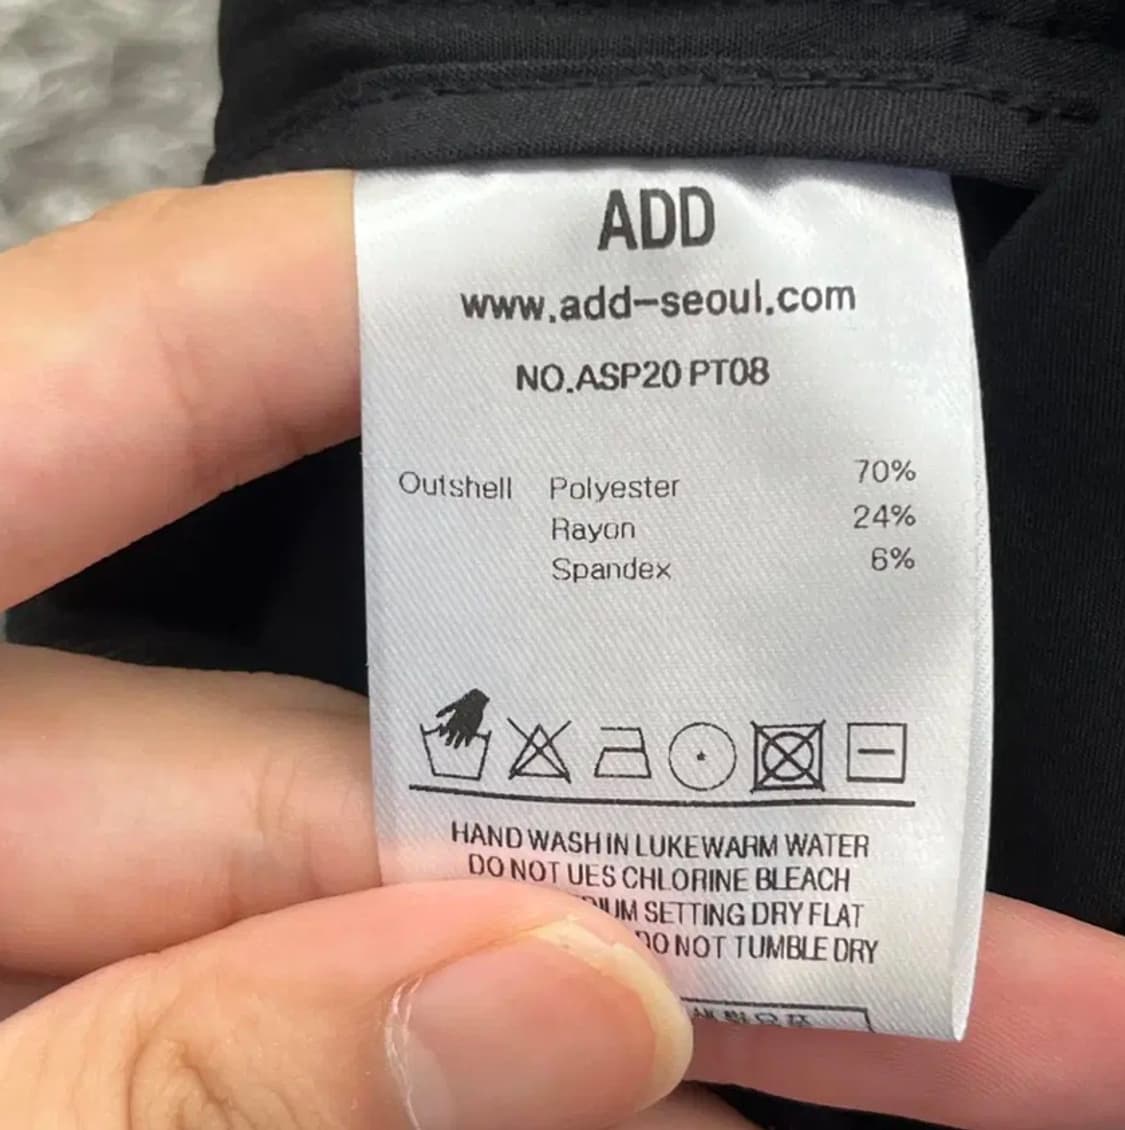 ADD
www.add-seoul.com
NO.ASP20 PT08
Outshell Polyester 70%
Rayon 24%
Spandex 6%
HAND WASH IN LUKEWARM WATER
DO NOT UES CHLORINE BLEACH
SETTING DRY FLAT
DO NOT TUMBLE DRY